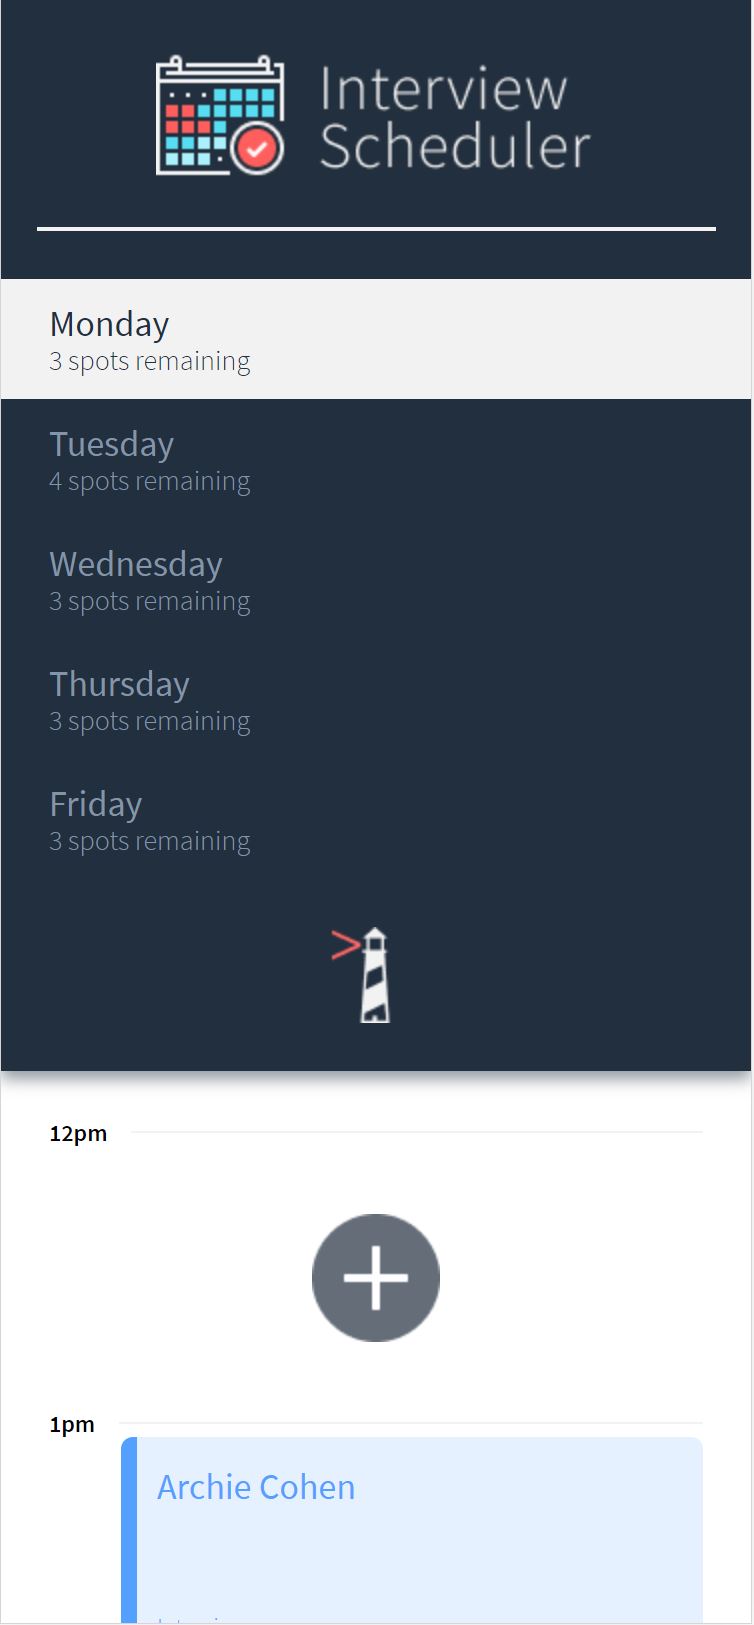 Interview
Scheduler
Monday
3 spots remaining
Tuesday
4 spots remaining
Wednesday
3 spots remaining
Thursday
3 spots remaining
Friday
3 spots remaining
>
12pm
1pm
Archie Cohen